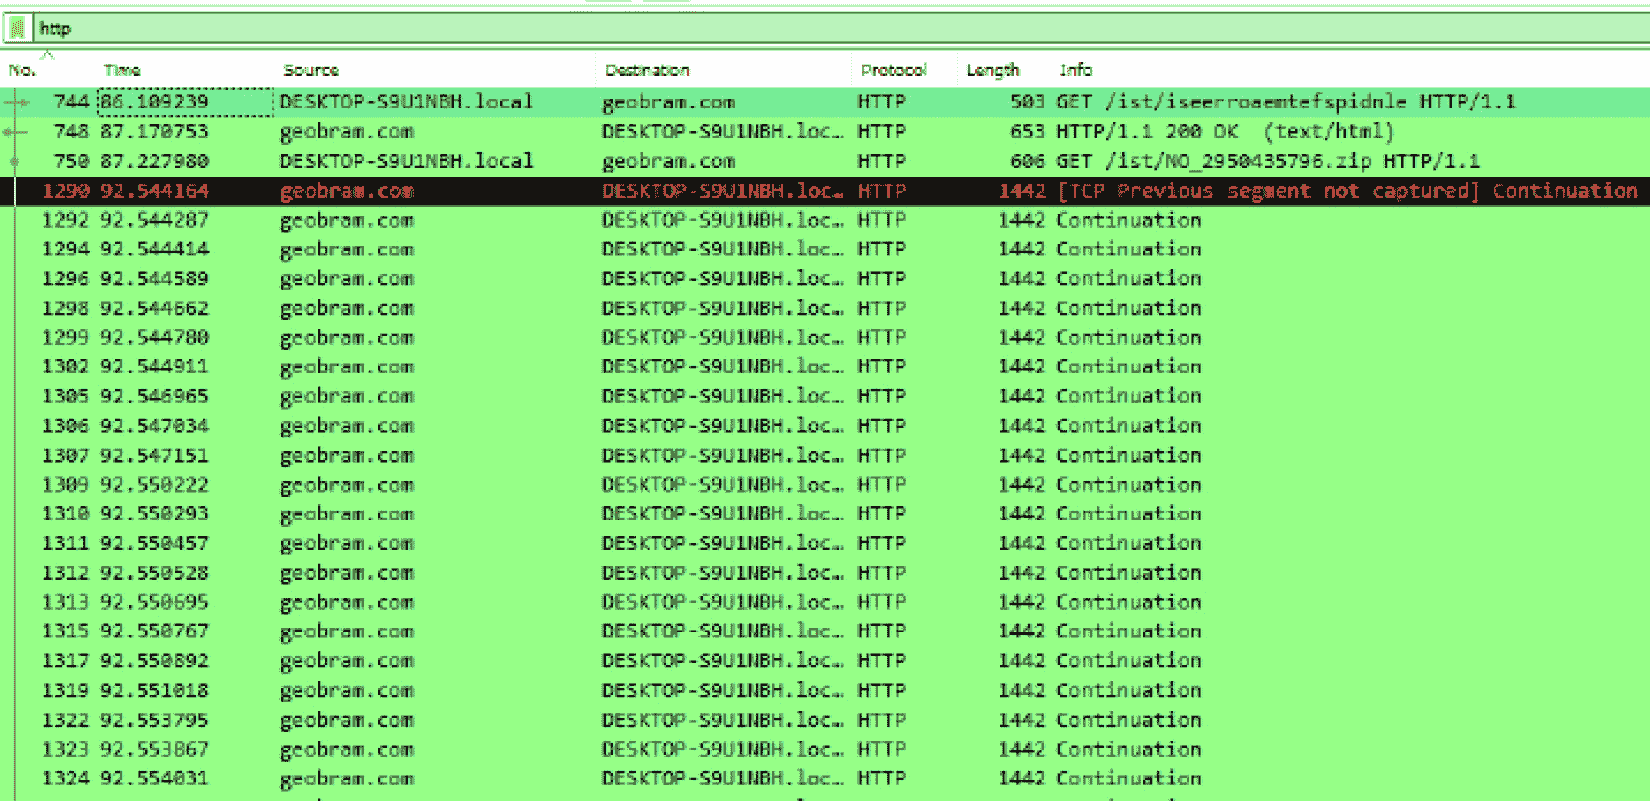 http
No. Time Source Destination Protocol Length Info
744 86.109239 DESKTOP-S9U1NBH.local geobram.com HTTP 503 GET /ist/iseerroaemtefspidnle HTTP/1.1
748 87.170753 geobram.com DESKTOP-S9U1NBH.loc… HTTP 653 HTTP/1.1 200 OK (text/html)
750 87.227980 DESKTOP-S9U1NBH.local geobram.com HTTP 606 GET /ist/NO_2950435796.zip HTTP/1.1
1290 92.544164 geobram.com DESKTOP-S9U1NBH.loc… HTTP 1442 [TCP Previous segment not captured] Continuation
1292 92.544287 geobram.com DESKTOP-S9U1NBH.loc… HTTP 1442 Continuation
1294 92.544414 geobram.com DESKTOP-S9U1NBH.loc… HTTP 1442 Continuation
1296 92.544589 geobram.com DESKTOP-S9U1NBH.loc… HTTP 1442 Continuation
1298 92.544662 geobram.com DESKTOP-S9U1NBH.loc… HTTP 1442 Continuation
1299 92.544780 geobram.com DESKTOP-S9U1NBH.loc… HTTP 1442 Continuation
1302 92.544911 geobram.com DESKTOP-S9U1NBH.loc… HTTP 1442 Continuation
1305 92.546965 geobram.com DESKTOP-S9U1NBH.loc… HTTP 1442 Continuation
1306 92.547034 geobram.com DESKTOP-S9U1NBH.loc… HTTP 1442 Continuation
1307 92.547151 geobram.com DESKTOP-S9U1NBH.loc… HTTP 1442 Continuation
1309 92.550222 geobram.com DESKTOP-S9U1NBH.loc… HTTP 1442 Continuation
1310 92.550293 geobram.com DESKTOP-S9U1NBH.loc… HTTP 1442 Continuation
1311 92.550457 geobram.com DESKTOP-S9U1NBH.loc… HTTP 1442 Continuation
1312 92.550528 geobram.com DESKTOP-S9U1NBH.loc… HTTP 1442 Continuation
1313 92.550695 geobram.com DESKTOP-S9U1NBH.loc… HTTP 1442 Continuation
1315 92.550767 geobram.com DESKTOP-S9U1NBH.loc… HTTP 1442 Continuation
1317 92.550892 geobram.com DESKTOP-S9U1NBH.loc… HTTP 1442 Continuation
1319 92.551018 geobram.com DESKTOP-S9U1NBH.loc… HTTP 1442 Continuation
1322 92.553795 geobram.com DESKTOP-S9U1NBH.loc… HTTP 1442 Continuation
1323 92.553867 geobram.com DESKTOP-S9U1NBH.loc… HTTP 1442 Continuation
1324 92.554031 geobram.com DESKTOP-S9U1NBH.loc… HTTP 1442 Continuation